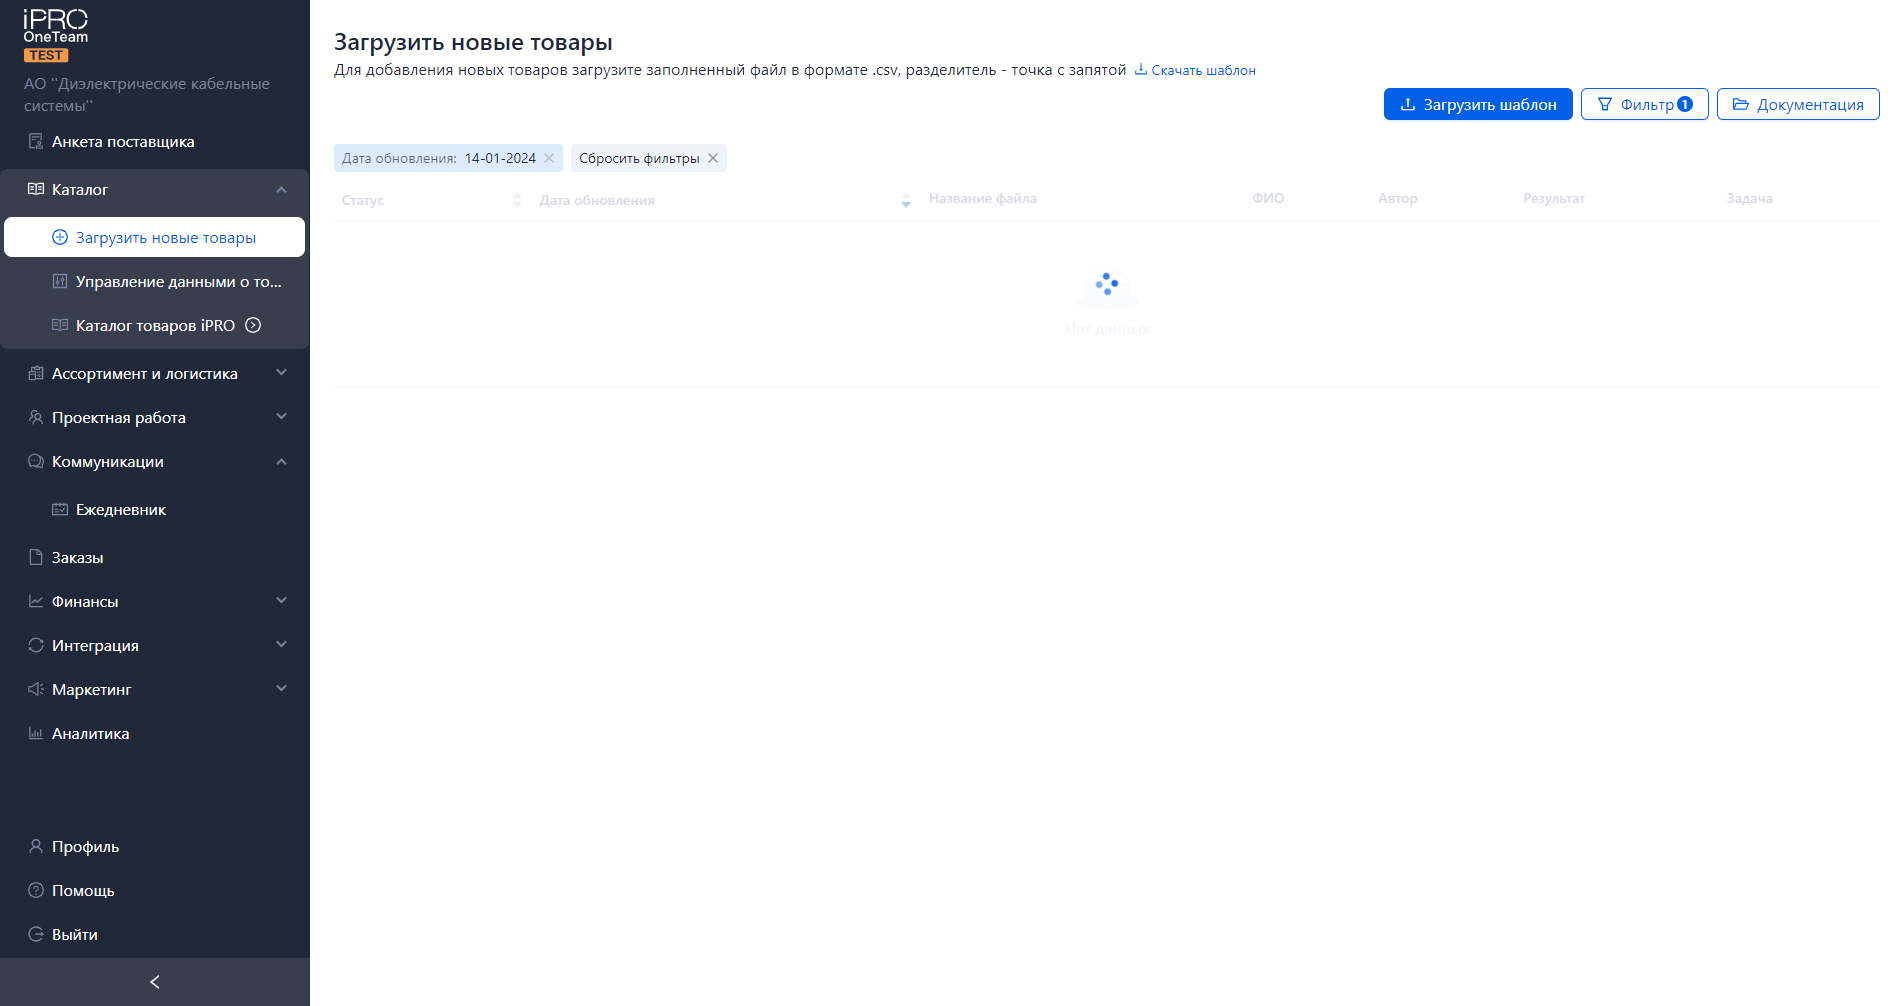 iPRO
OneTeam
TEST
АО "Диэлектрические кабельные
системы"
Анкета поставщика
Каталог
Загрузить новые товары
Управление данными о то...
Каталог товаров iPRO
Ассортимент и логистика
Проектная работа
Коммуникации
Ежедневник
Заказы
Финансы
Интеграция
Маркетинг
Аналитика
Профиль
Помощь
Выйти
Загрузить новые товары
Для добавления новых товаров загрузите заполненный файл в формате .csv, разделитель - точка с запятой Скачать шаблон
Загрузить шаблон Фильтр 1 Документация
Дата обновления: 14-01-2024 Сбросить фильтры
Статус Дата обновления Название файла ФИО Автор Результат Задача
Нет данных